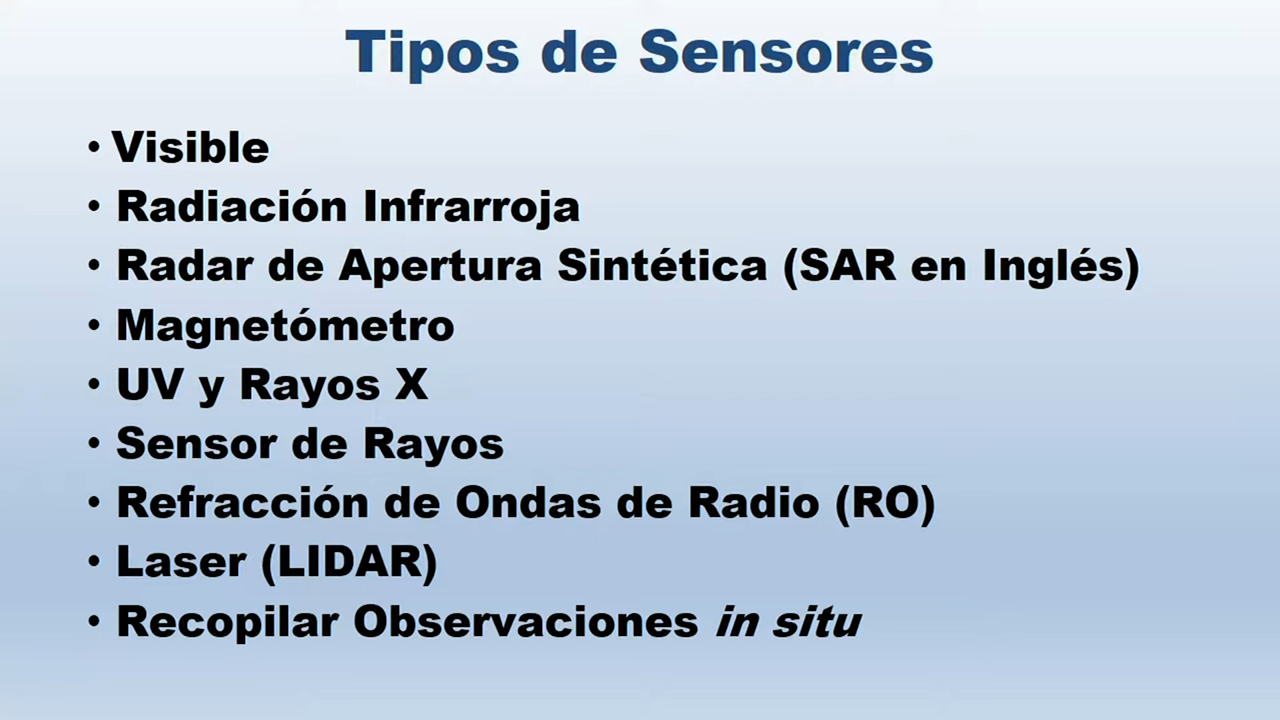 Tipos de Sensores
• Visible
• Radiación Infrarroja
• Radar de Apertura Sintética (SAR en Inglés)
• Magnetómetro
• UV y Rayos X
• Sensor de Rayos
• Refracción de Ondas de Radio (RO)
• Laser (LIDAR)
• Recopilar Observaciones in situ